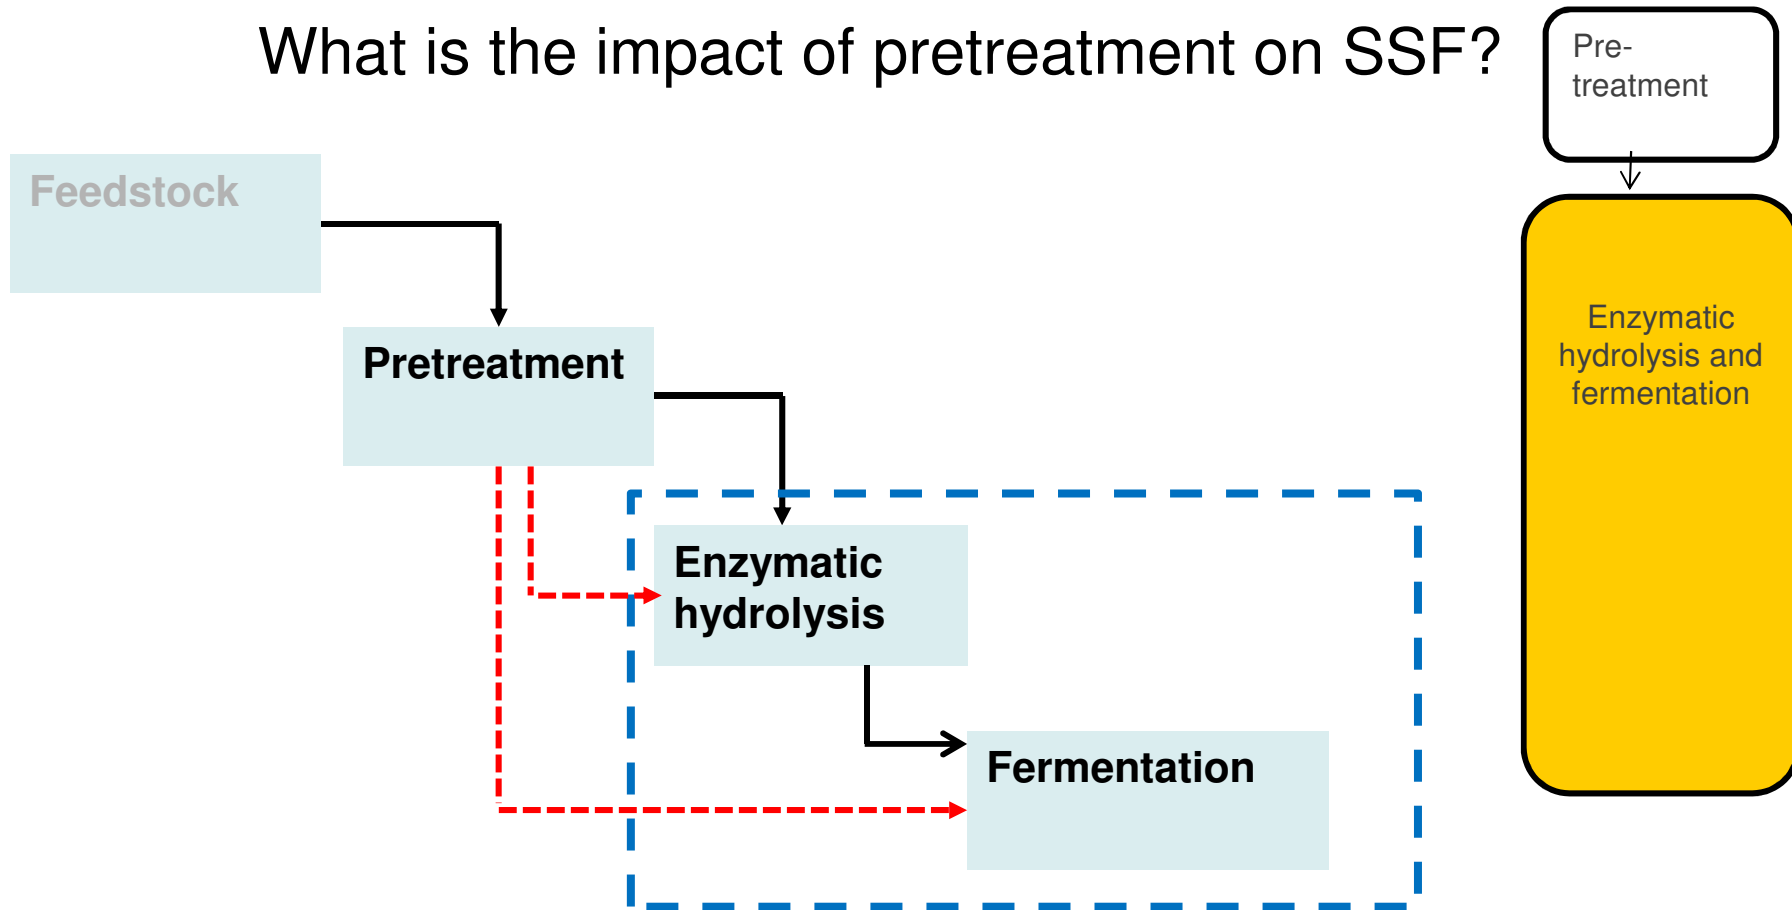 What is the impact of pretreatment on SSF?
Pre-
treatment
Feedstock
Pretreatment
Enzymatic
hydrolysis and
fermentation
Enzymatic
hydrolysis
Fermentation